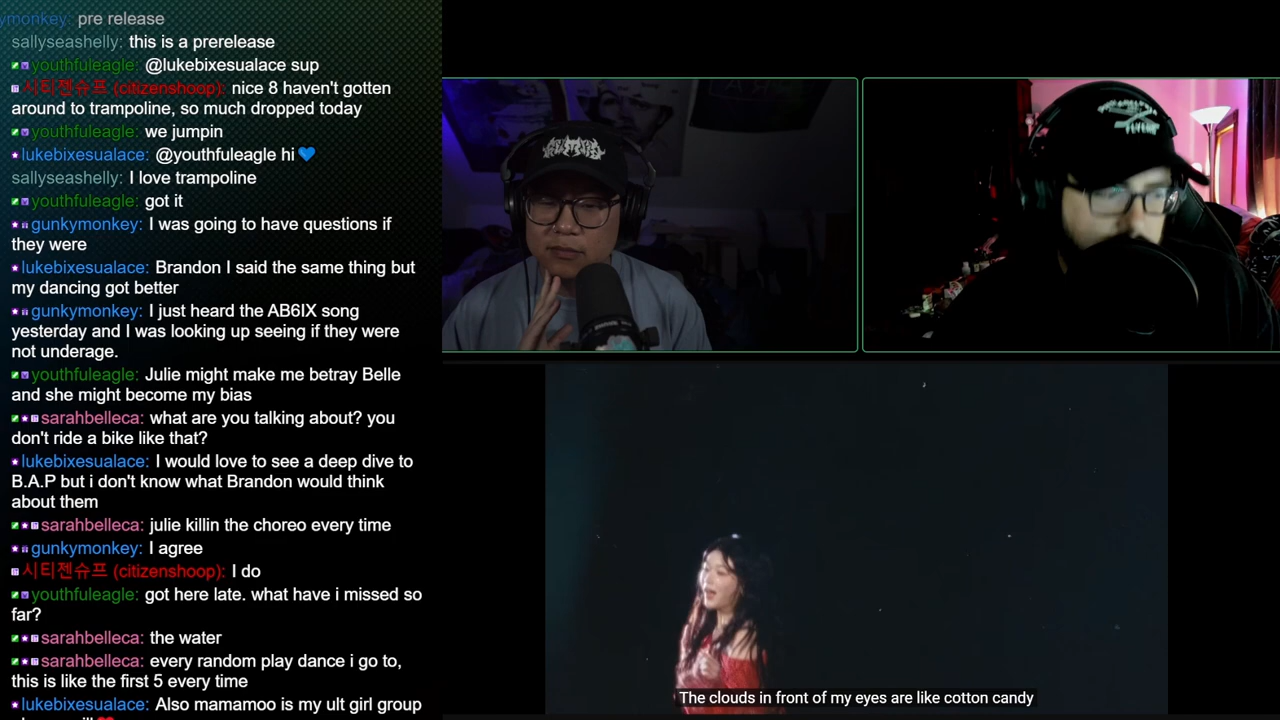 ymonkey: pre release
sallyseashelly: this is a prerelease
youthfuleagle: @lukebixesualace sup
시티젠슈프 (citizenshoop): nice 8 haven't gotten
around to trampoline, so much dropped today
youthfuleagle: we jumpin
lukebixesualace: @youthfuleagle hi💙
sallyseashelly: I love trampoline
youthfuleagle: got it
gunkymonkey: I was going to have questions if
they were
lukebixesualace: Brandon I said the same thing but
my dancing got better
gunkymonkey: I just heard the AB6IX song
yesterday and I was looking up seeing if they were
not underage.
youthfuleagle: Julie might make me betray Belle
and she might become my bias
sarahbelleca: what are you talking about? you
don't ride a bike like that?
lukebixesualace: I would love to see a deep dive to
B.A.P but i don't know what Brandon would think
about them
sarahbelleca: julie killin the choreo every time
gunkymonkey: I agree
시티젠슈프 (citizenshoop): I do
youthfuleagle: got here late. what have i missed so
far?
sarahbelleca: the water
sarahbelleca: every random play dance i go to,
this is like the first 5 every time
lukebixesualace: Also mamamoo is my ult girl group
The clouds in front of my eyes are like cotton candy